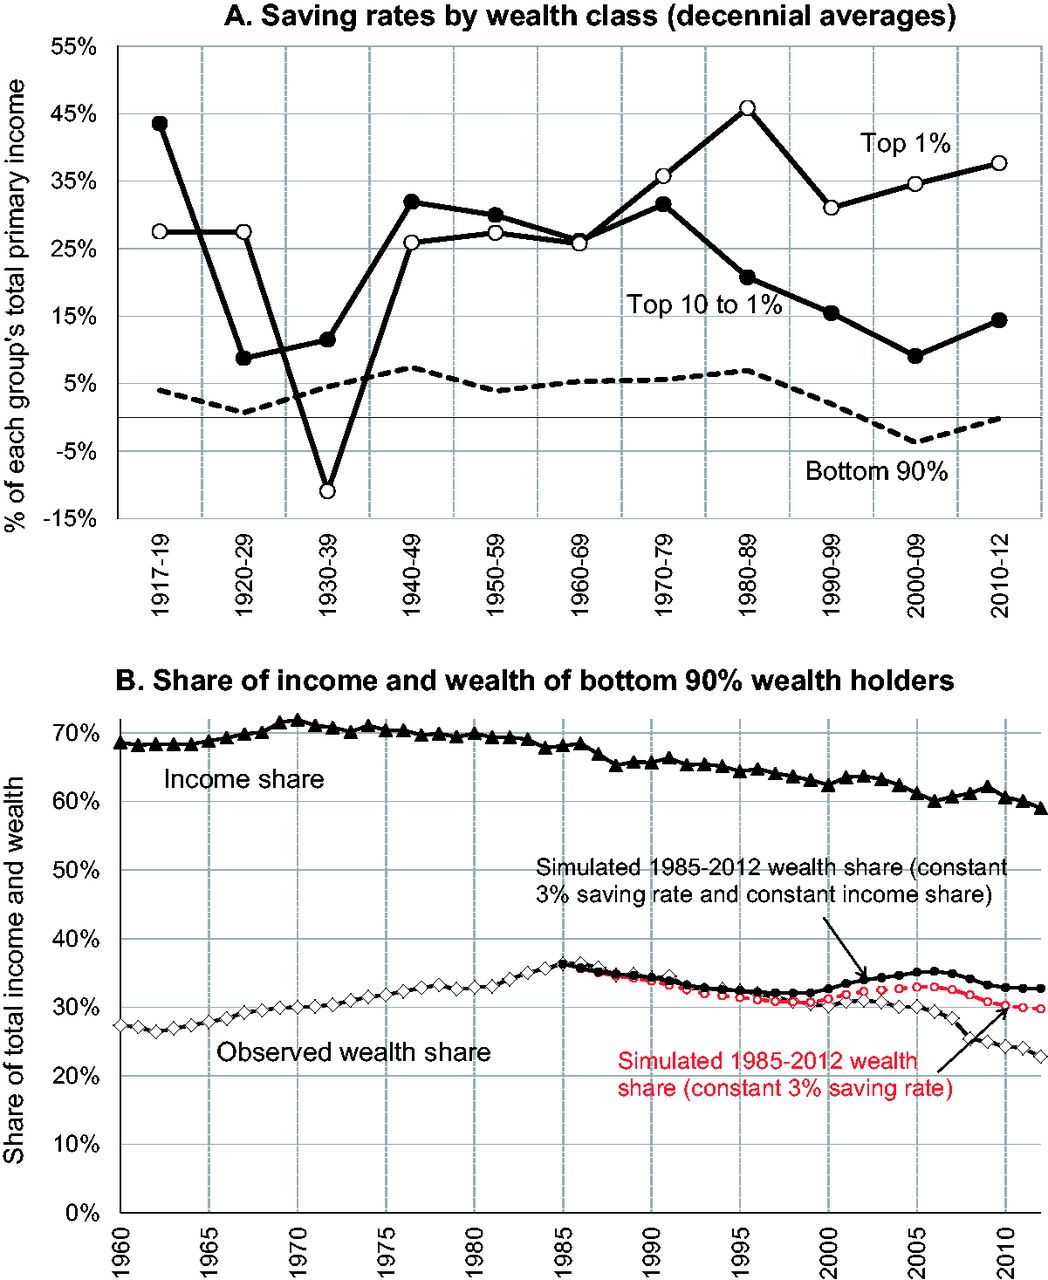 A. Saving rates by wealth class (decennial averages)
% of each group's total primary income
55%
45%
35%
25%
15%
5%
-5%
-15%
Top 1%
Top 10 to 1%
Bottom 90%
1917-19
1920-29
1930-39
1940-49
1950-59
1960-69
1970-79
1980-89
1990-99
2000-09
2010-12
B. Share of income and wealth of bottom 90% wealth holders
Share of total income and wealth
70%
60%
50%
40%
30%
20%
10%
0%
Income share
Simulated 1985-2012 wealth share (constant
3% saving rate and constant income share)
Observed wealth share
Simulated 1985-2012 wealth
share (constant 3% saving rate)
1960
1965
1970
1975
1980
1985
1990
1995
2000
2005
2010